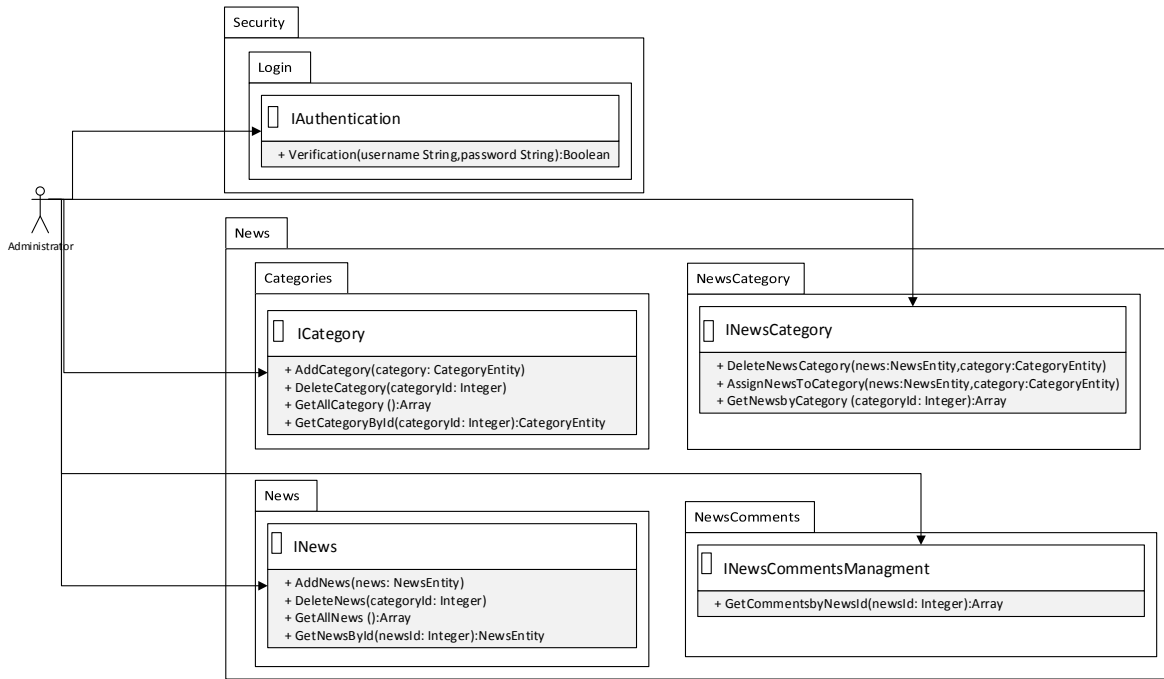 Security
Login
IAuthentication
+ Verification(username String,password String):Boolean
Administrator
News
Categories
ICategory
+ AddCategory(category: CategoryEntity)
+ DeleteCategory(categoryId: Integer)
+ GetAllCategory ():Array
+ GetCategoryById(categoryId: Integer):CategoryEntity
NewsCategory
INewsCategory
+ DeleteNewsCategory(news:NewsEntity,category:CategoryEntity)
+ AssignNewsToCategory(news:NewsEntity,category:CategoryEntity)
+ GetNewsbyCategory (categoryId: Integer):Array
News
INews
+ AddNews(news: NewsEntity)
+ DeleteNews(categoryId: Integer)
+ GetAllNews ():Array
+ GetNewsById(newsId: Integer):NewsEntity
NewsComments
INewsCommentsManagment
+ GetCommentsbyNewsId(newsId: Integer):Array